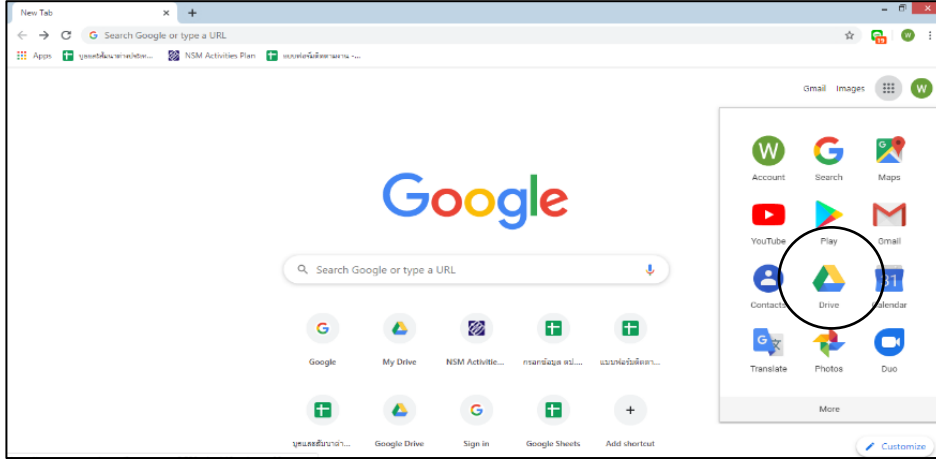 New Tab
Search Google or type a URL
Apps
NSM Activities Plan
Gmail Images
W
Google
Search Google or type a URL
Account Search Maps
YouTube Play Gmail
Contacts Drive Calendar
31
Translate Photos Duo
More
Google My Drive NSM Activitie...
Google Drive Sign in Google Sheets Add shortcut
Customize